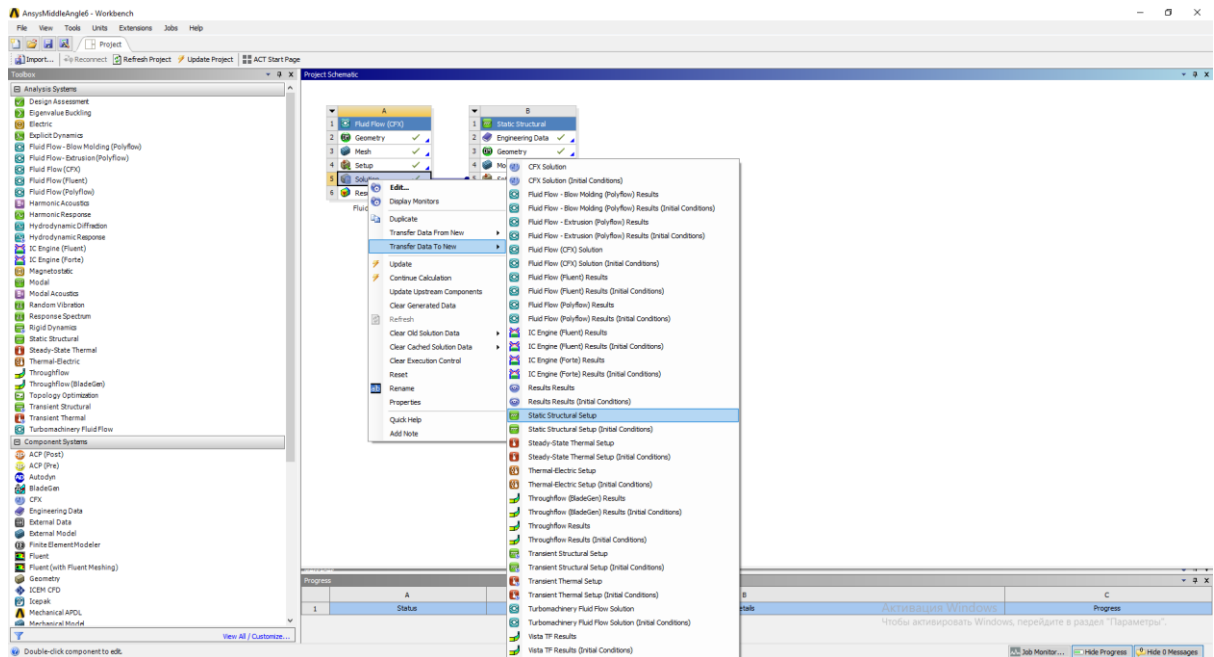 AnsysMiddleAngle6 - Workbench
File View Tools Units Extensions Jobs Help
Project
Import... Reconnect Refresh Project Update Project ACT Start Page
Toolbox
Analysis Systems
Design Assessment
Eigenvalue Buckling
Electric
Explicit Dynamics
Fluid Flow - Blow Molding (Polyflow)
Fluid Flow - Extrusion (Polyflow)
Fluid Flow (CFX)
Fluid Flow (Fluent)
Fluid Flow (Polyflow)
Harmonic Acoustics
Harmonic Response
Hydrodynamic Diffraction
Hydrodynamic Response
IC Engine (Fluent)
IC Engine (Forte)
Magnetostatic
Modal
Modal Acoustics
Random Vibration
Response Spectrum
Rigid Dynamics
Static Structural
Steady-State Thermal
Thermal-Electric
Throughflow
Throughflow (BladeGen)
Topology Optimization
Transient Structural
Transient Thermal
Turbomachinery Fluid Flow
Component Systems
ACP (Post)
ACP (Pre)
Autodyn
BladeGen
CFX
Engineering Data
External Data
External Model
Finite Element Modeler
Fluent
Fluent (with Fluent Meshing)
Geometry
ICEM CFD
Icepak
Mechanical APDL
Mechanical Model
View All / Customize...
Project Schematic
A
1 Fluid Flow (CFX)
2 Geometry
3 Mesh
4 Setup
5 Solution
6 Res
Fluid
B
1 Static Structural
2 Engineering Data
3 Geometry
4 Mo
5
Edit...
Display Monitors
Duplicate
Transfer Data From New
Transfer Data To New
Update
Continue Calculation
Update Upstream Components
Clear Generated Data
Refresh
Clear Old Solution Data
Clear Cached Solution Data
Clear Execution Control
Reset
Rename
Properties
Quick Help
Add Note
CFX Solution
CFX Solution (Initial Conditions)
Fluid Flow - Blow Molding (Polyflow) Results
Fluid Flow - Blow Molding (Polyflow) Results (Initial Conditions)
Fluid Flow - Extrusion (Polyflow) Results
Fluid Flow - Extrusion (Polyflow) Results (Initial Conditions)
Fluid Flow (CFX) Solution
Fluid Flow (CFX) Solution (Initial Conditions)
Fluid Flow (Fluent) Results
Fluid Flow (Fluent) Results (Initial Conditions)
Fluid Flow (Polyflow) Results
Fluid Flow (Polyflow) Results (Initial Conditions)
IC Engine (Fluent) Results
IC Engine (Fluent) Results (Initial Conditions)
IC Engine (Forte) Results
IC Engine (Forte) Results (Initial Conditions)
Results Results
Results Results (Initial Conditions)
Static Structural Setup
Static Structural Setup (Initial Conditions)
Steady-State Thermal Setup
Steady-State Thermal Setup (Initial Conditions)
Thermal-Electric Setup
Thermal-Electric Setup (Initial Conditions)
Throughflow (BladeGen) Results
Throughflow (BladeGen) Results (Initial Conditions)
Throughflow Results
Throughflow Results (Initial Conditions)
Transient Structural Setup
Transient Structural Setup (Initial Conditions)
Transient Thermal Setup
Transient Thermal Setup (Initial Conditions)
Turbomachinery Fluid Flow Solution
Turbomachinery Fluid Flow Solution (Initial Conditions)
Vista TF Results
Vista TF Results (Initial Conditions)
Progress
A B C
1 Status etails Progress
Активация Windows
Чтобы активировать Windows, перейдите в раздел "Параметры".
Double-click component to edit.
Job Monitor... Hide Progress Hide 0 Messages